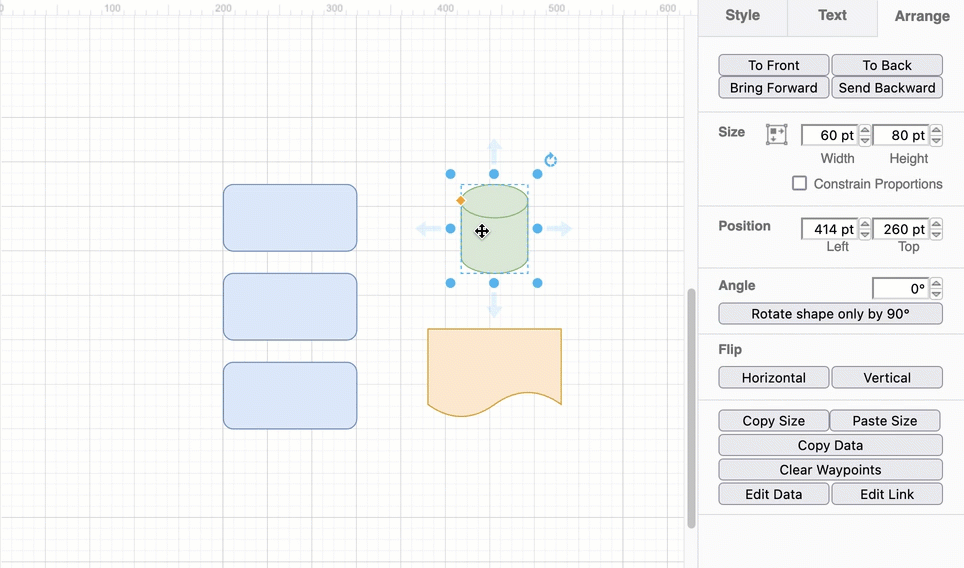 0 100 200 300 400 500 600
Style Text Arrange
To Front To Back
Bring Forward Send Backward
Size 60 pt 80 pt
Width Height
Constrain Proportions
Position 414 pt 260 pt
Left Top
Angle 0°
Rotate shape only by 90°
Flip
Horizontal Vertical
Copy Size Paste Size
Copy Data
Clear Waypoints
Edit Data Edit Link